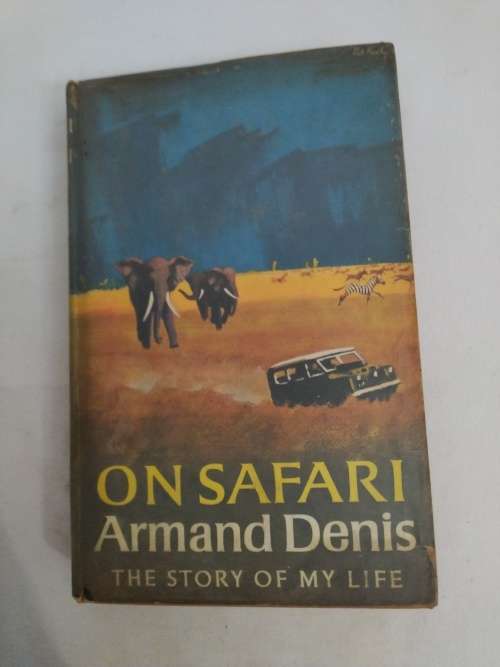 ON SAFARI
Armand Denis
THE STORY OF MY LIFE